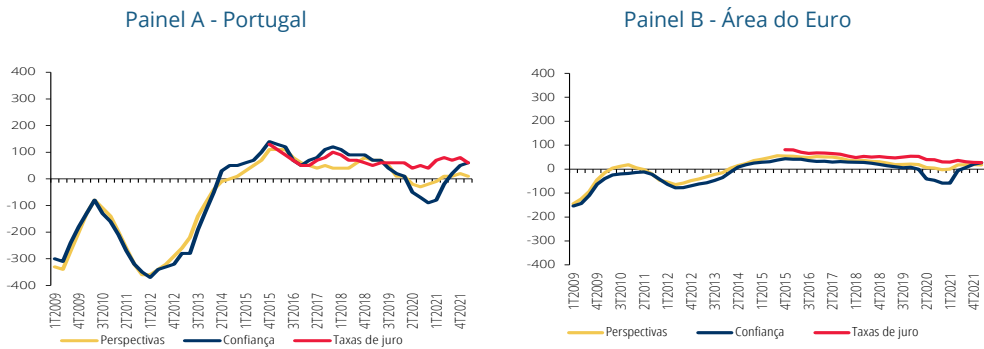 Painel A - Portugal
400
300
200
100
0
-100
-200
-300
-400
1T2009
4T2009
3T2010
2T2011
1T2012
4T2012
3T2013
2T2014
1T2015
4T2015
3T2016
2T2017
1T2018
4T2018
3T2019
2T2020
1T2021
4T2021
Perspectivas
Confiança
Taxas de juro
Painel B - Área do Euro
400
300
200
100
0
-100
-200
-300
-400
1T2009
4T2009
3T2010
2T2011
1T2012
4T2012
3T2013
2T2014
1T2015
4T2015
3T2016
2T2017
1T2018
4T2018
3T2019
2T2020
1T2021
4T2021
Perspectivas
Confiança
Taxas de juro